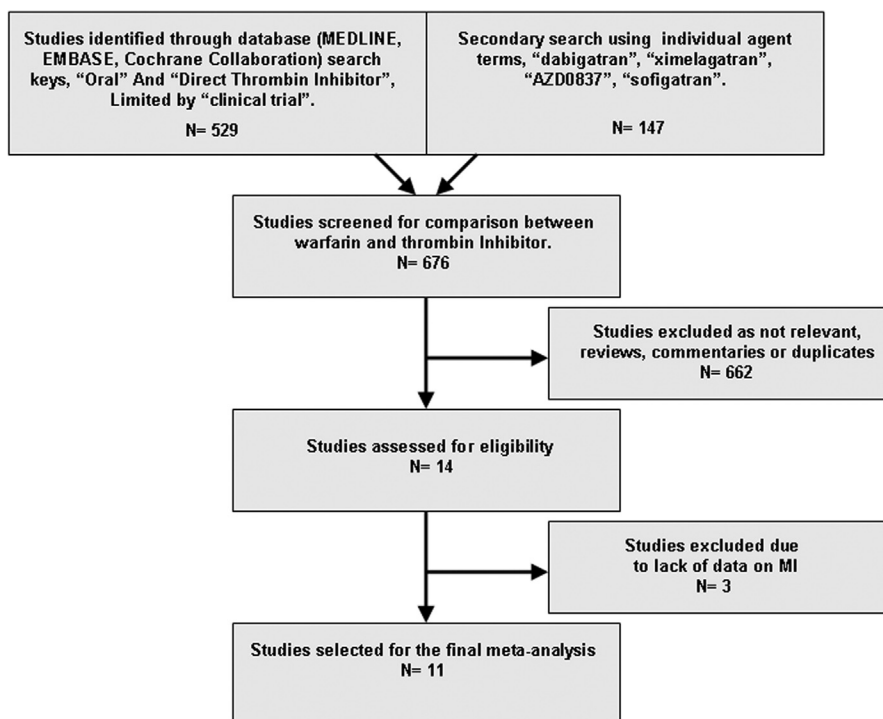 Studies identified through database (MEDLINE,
EMBASE, Cochrane Collaboration) search
keys, “Oral” And “Direct Thrombin Inhibitor”,
Limited by “clinical trial”.
N= 529
Secondary search using individual agent
terms, “dabigatran”, “ximelagatran”,
“AZD0837”, “sofigatran”.
N= 147
Studies screened for comparison between
warfarin and thrombin Inhibitor.
N= 676
Studies excluded as not relevant,
reviews, commentaries or duplicates
N= 662
Studies assessed for eligibility
N= 14
Studies excluded due
to lack of data on MI
N= 3
Studies selected for the final meta-analysis
N= 11